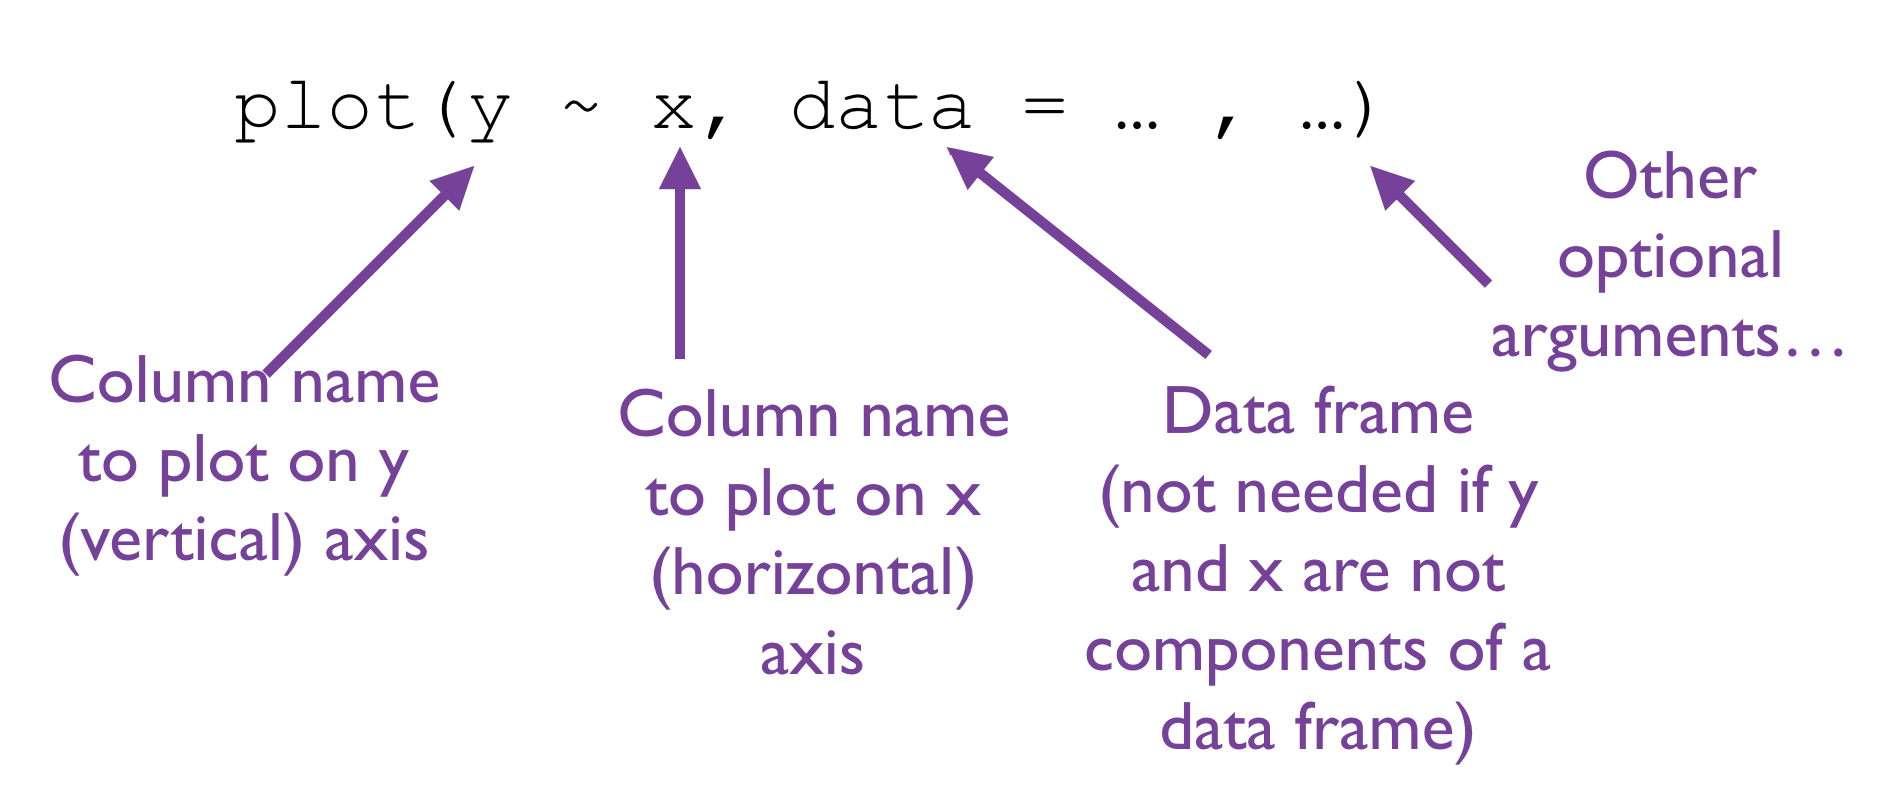 plot(y ~ x, data = … , …)
Column name
to plot on y
(vertical) axis
Column name
to plot on x
(horizontal)
axis
Data frame
(not needed if y
and x are not
components of a
data frame)
Other
optional
arguments…